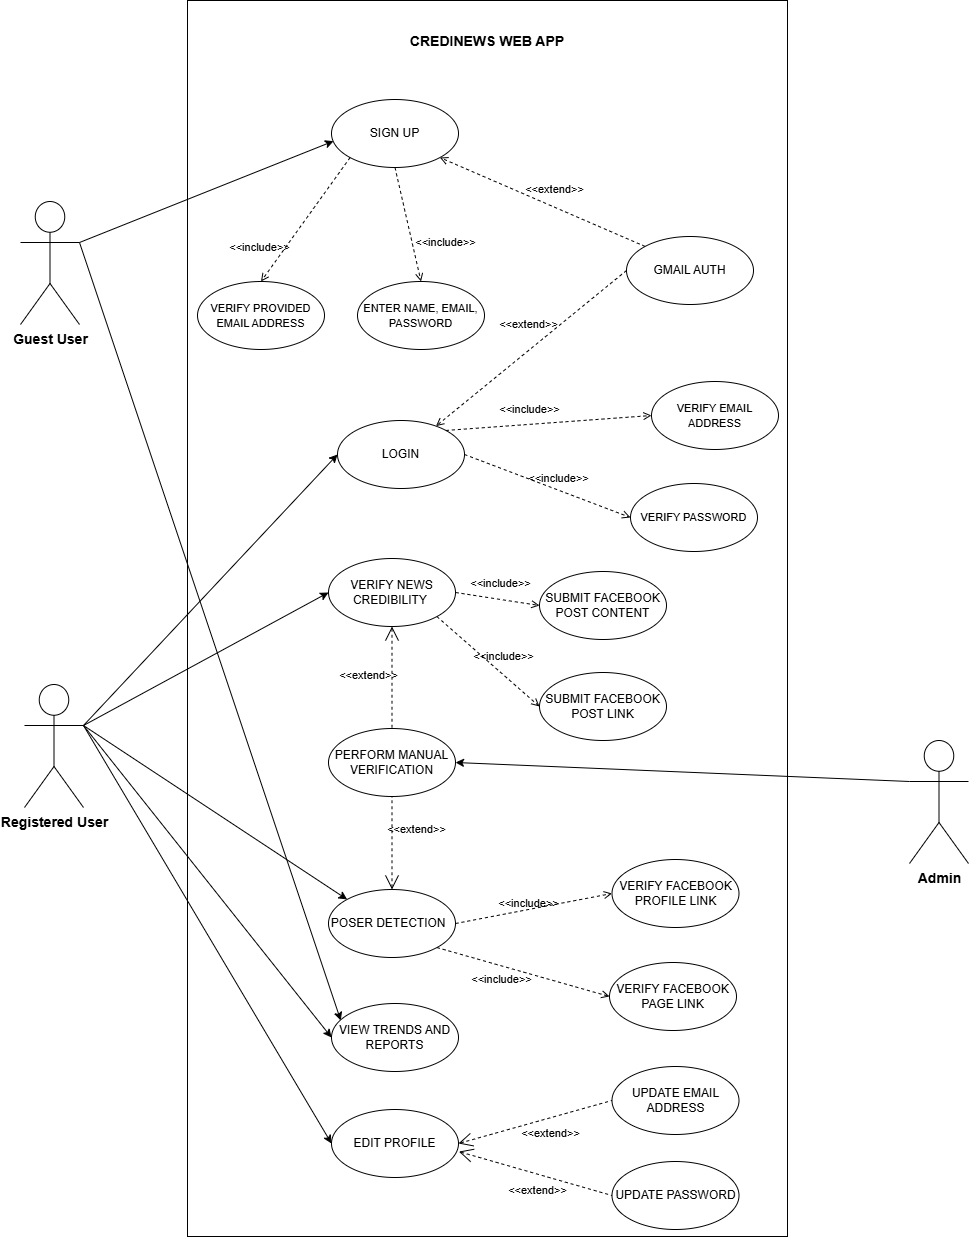 CREDINEWS WEB APP
SIGN UP
<<extend>>
<<include>>
<<include>>
GMAIL AUTH
VERIFY PROVIDED
EMAIL ADDRESS
ENTER NAME, EMAIL,
PASSWORD
Guest User
<<extend>>
<<include>>
VERIFY EMAIL
ADDRESS
LOGIN
<<include>>
VERIFY PASSWORD
VERIFY NEWS
CREDIBILITY
<<include>>
SUBMIT FACEBOOK
POST CONTENT
<<include>>
<<extend>>
SUBMIT FACEBOOK
POST LINK
PERFORM MANUAL
VERIFICATION
Registered User
<<extend>>
Admin
VERIFY FACEBOOK
PROFILE LINK
<<include>>
POSER DETECTION
<<include>>
VERIFY FACEBOOK
PAGE LINK
VIEW TRENDS AND
REPORTS
UPDATE EMAIL
ADDRESS
<<extend>>
EDIT PROFILE
<<extend>>
UPDATE PASSWORD